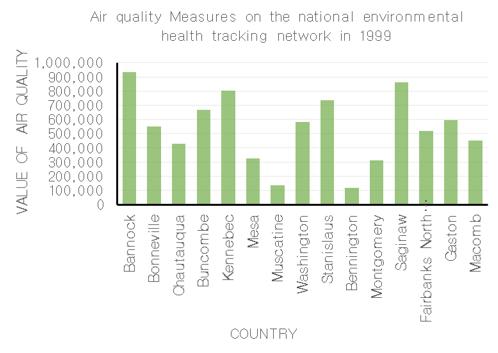 Air quality Measures on the national environmental
health tracking network in 1999
VALUE OF AIR QUALITY
1,000,000
900,000
800,000
700,000
600,000
500,000
400,000
300,000
200,000
100,000
0
Bannock
Bonneville
Chautauqua
Buncombe
Kennebec
Mesa
Muscatine
Washington
Stanislaus
Bennington
Montgomery
Saginaw
Fairbanks North…
Gaston
Macomb
COUNTRY